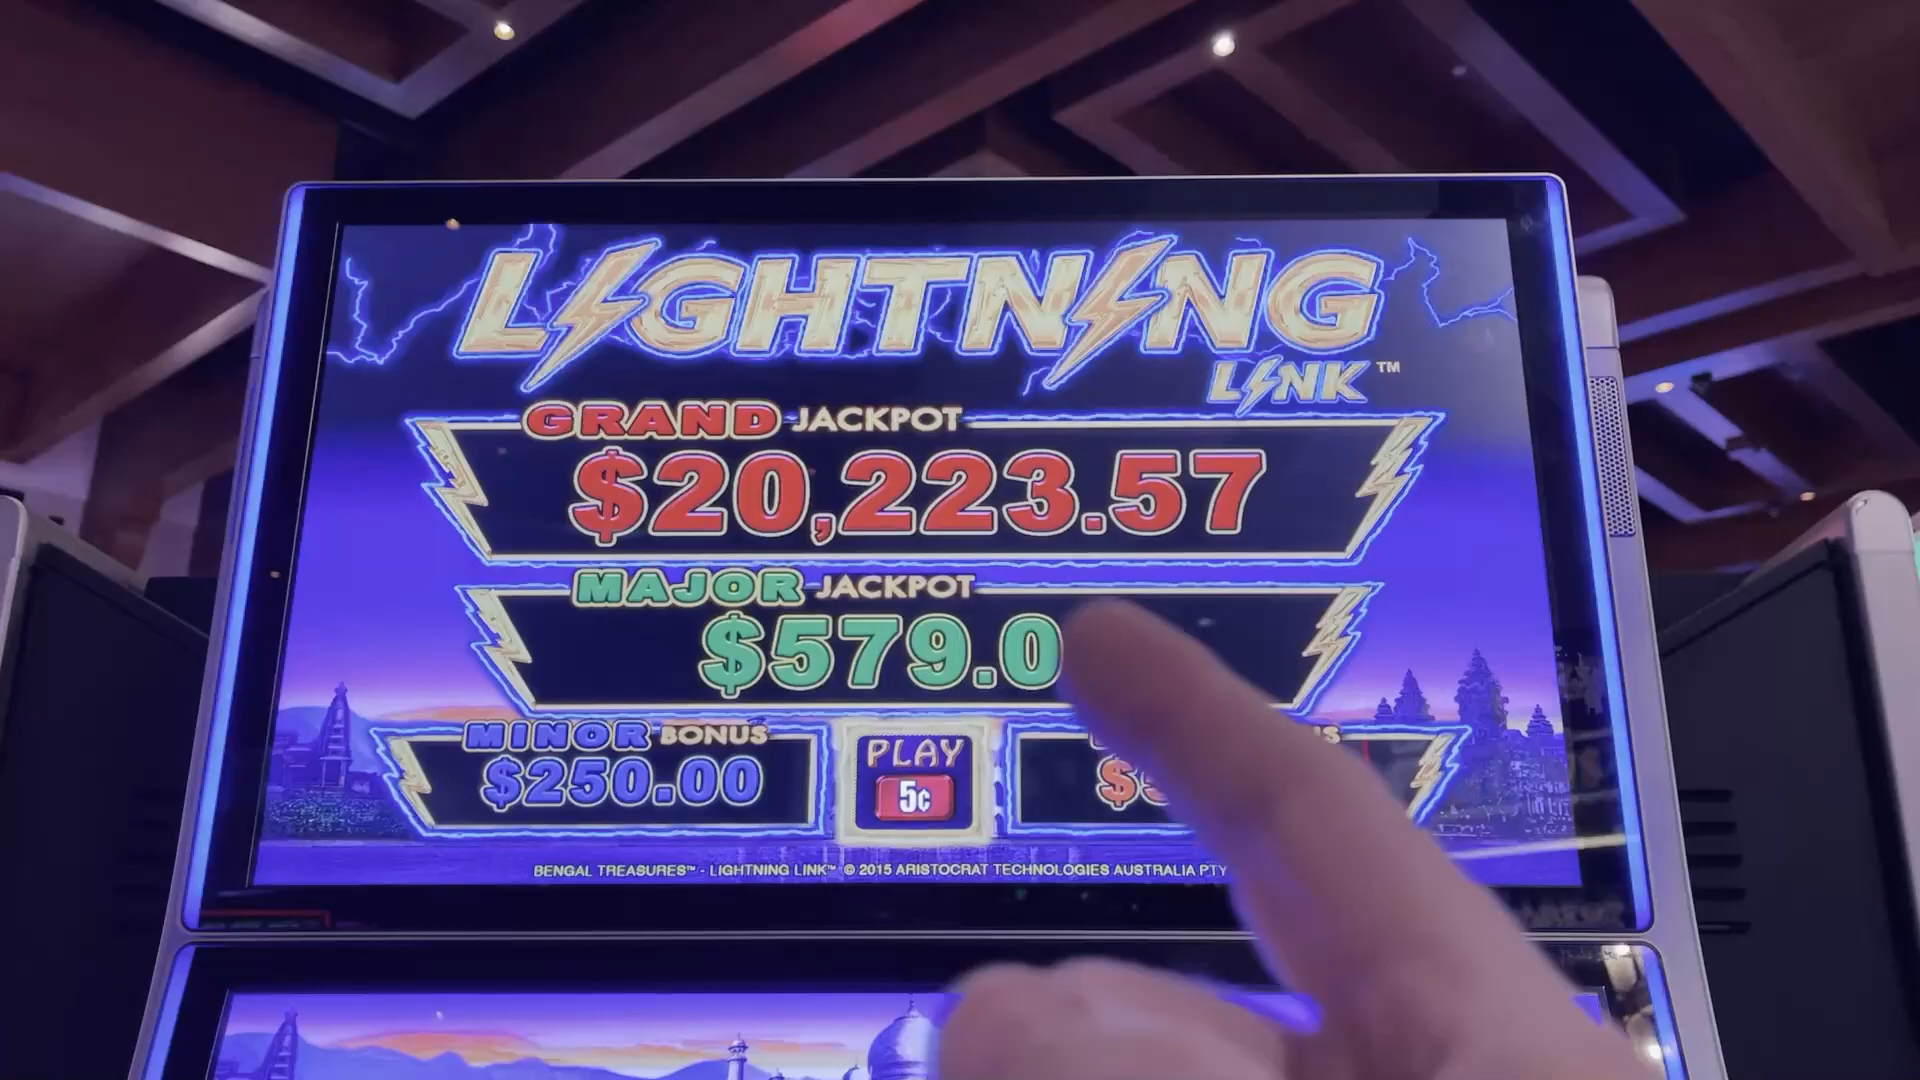 LIGHTNING
LINK™
GRAND JACKPOT
$20,223.57
MAJOR JACKPOT
$579.0
MINOR BONUS
$250.00
PLAY
5¢
BENGAL TREASURES™ - LIGHTNING LINK™ © 2015 ARISTOCRAT TECHNOLOGIES AUSTRALIA PTY